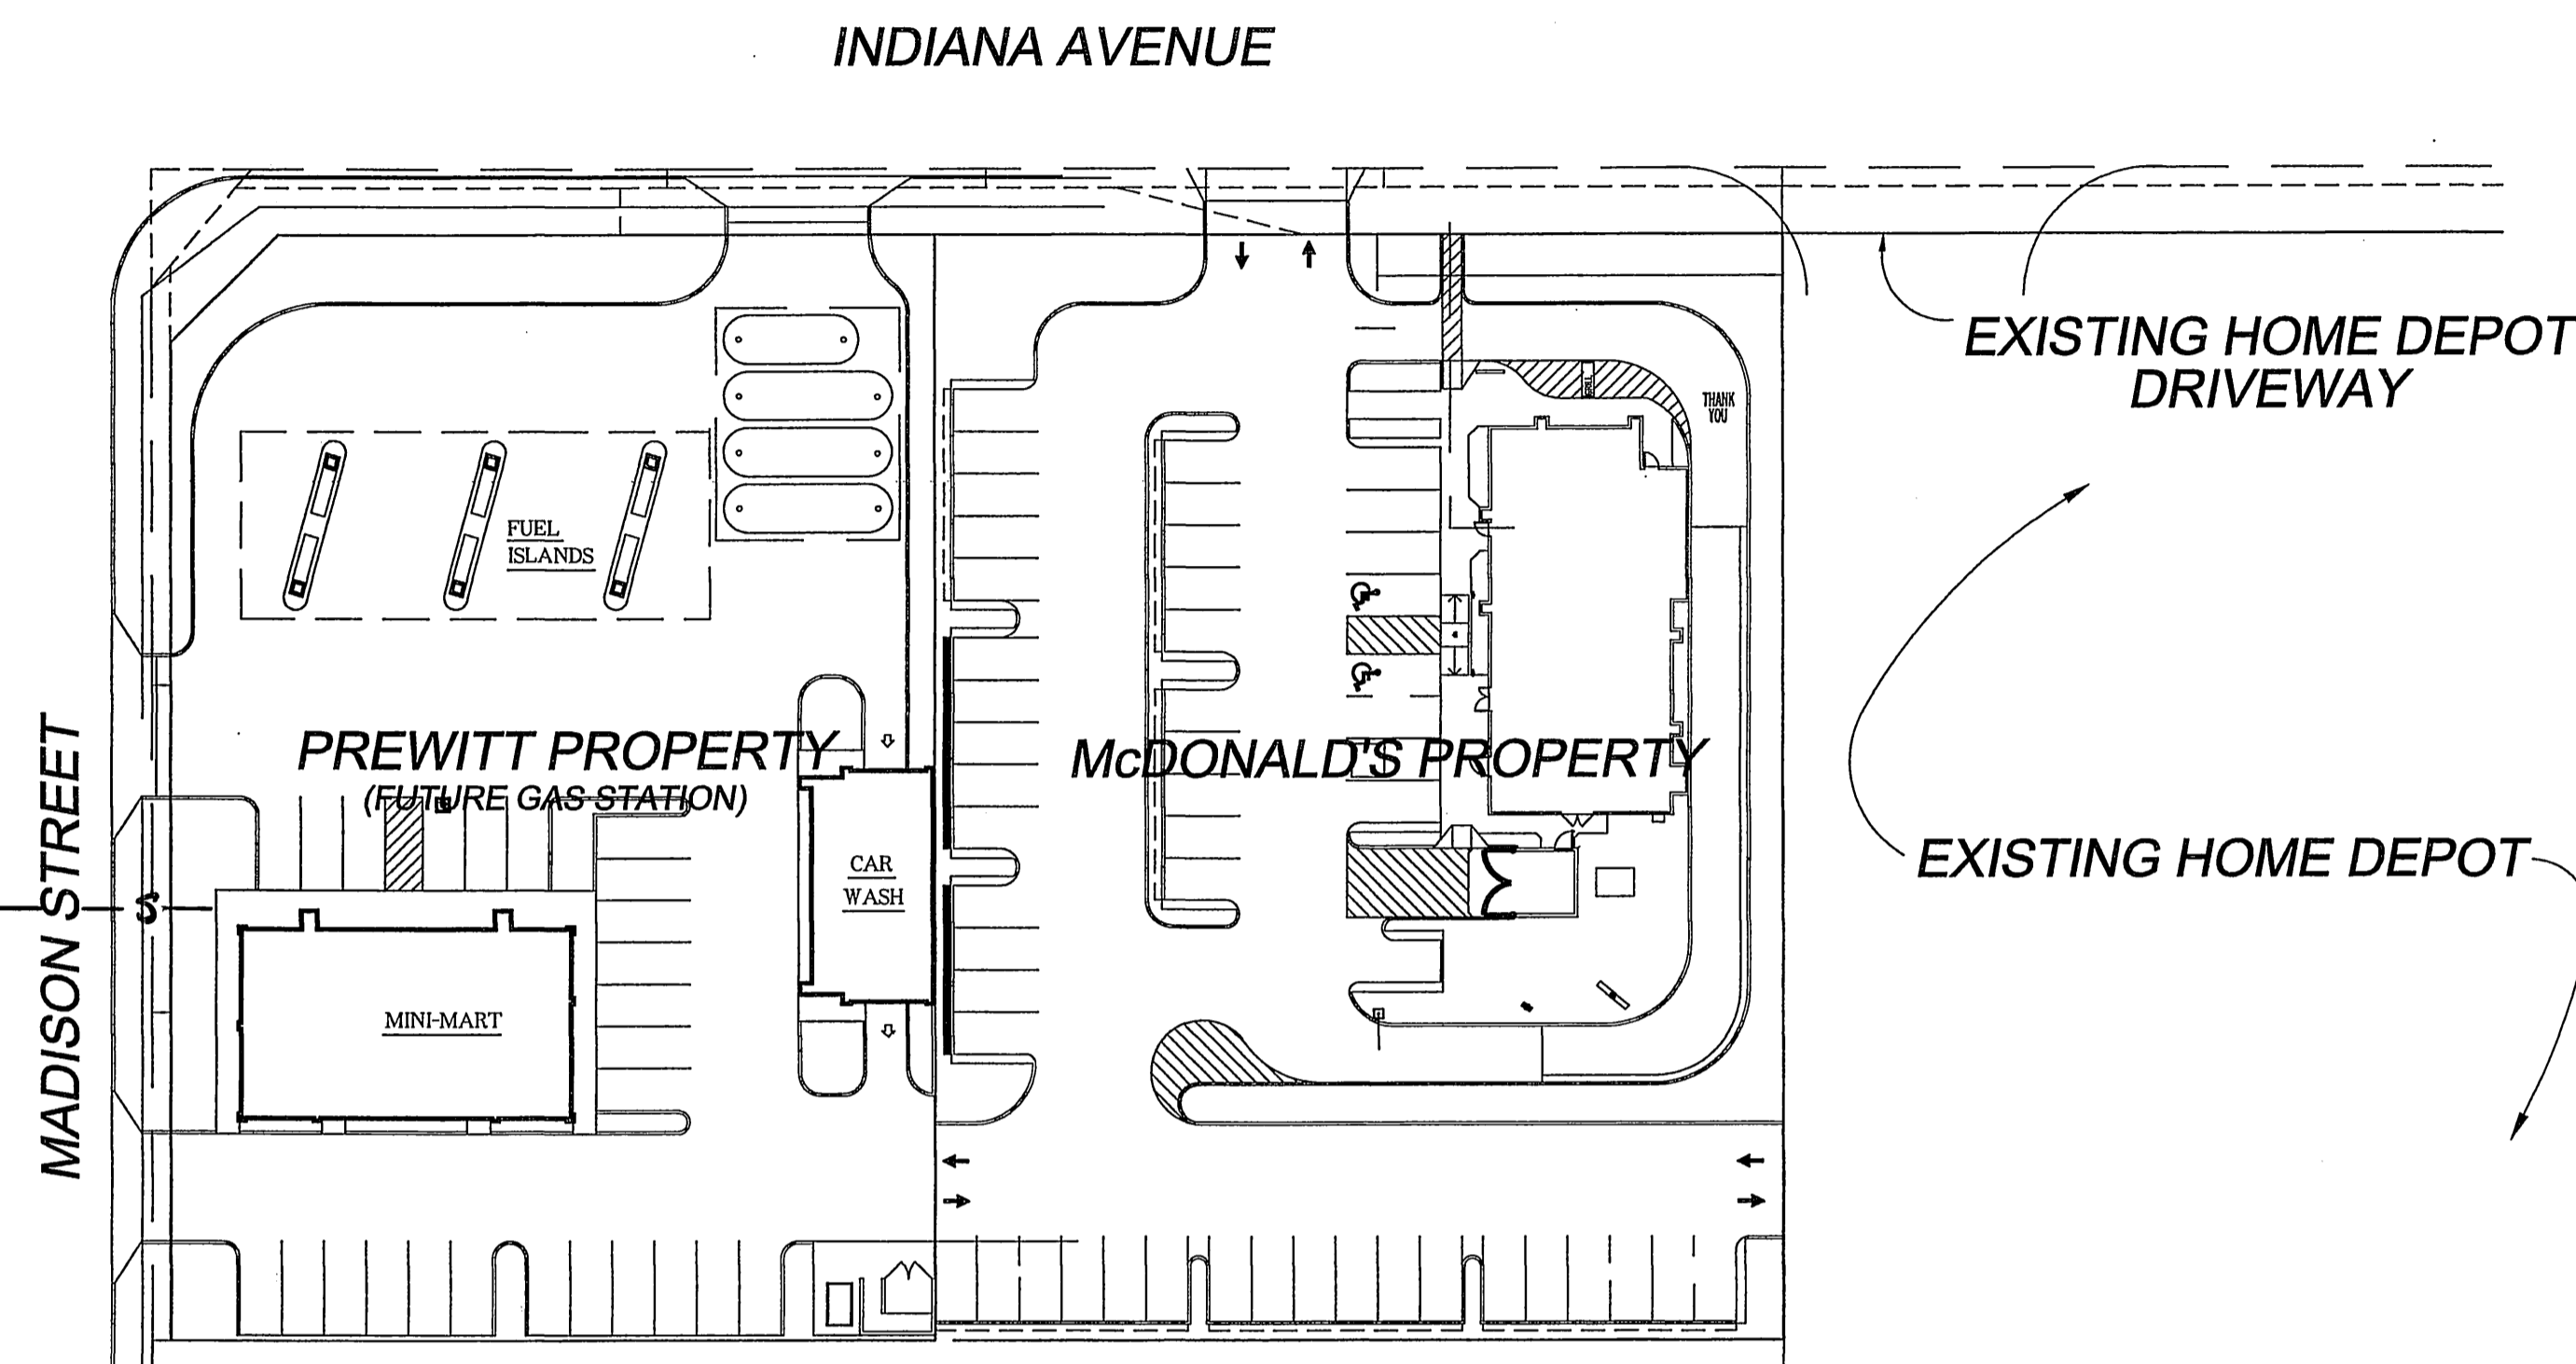 INDIANA AVENUE
EXISTING HOME DEPOT
DRIVEWAY
THANK
YOU
FUEL
ISLANDS
PREWITT PROPERTY
(FUTURE GAS STATION)
McDONALD'S PROPERTY
MADISON STREET
CAR
WASH
EXISTING HOME DEPOT
MINI-MART